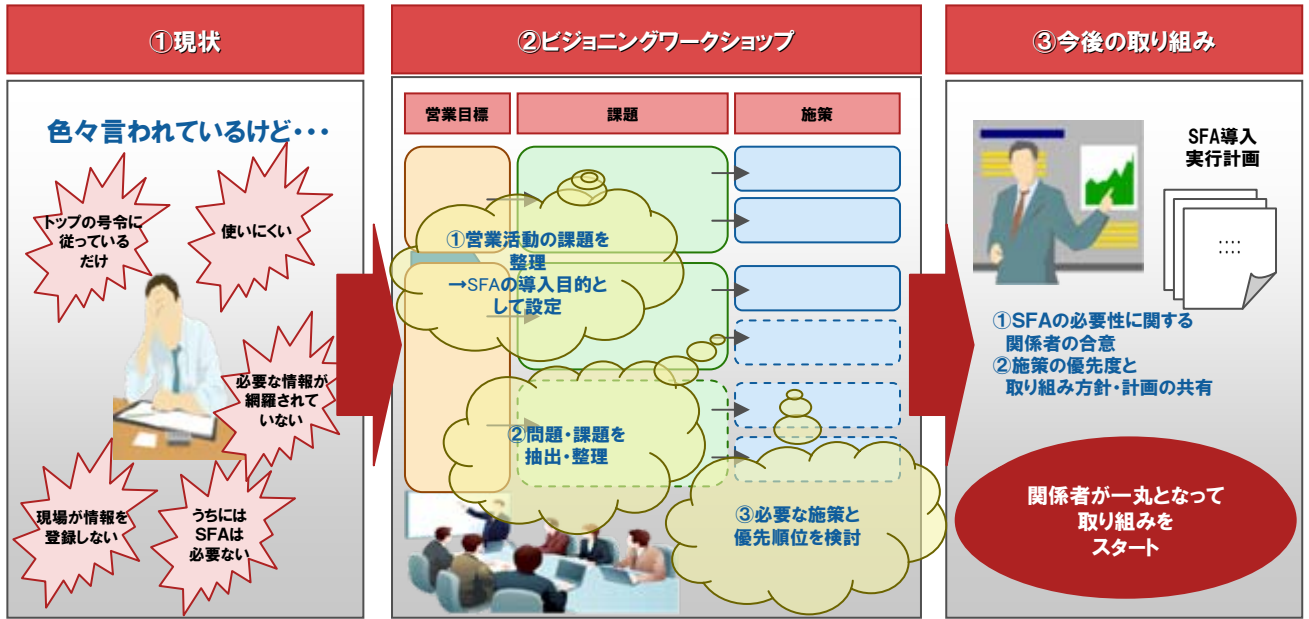 ①現状
色々言われているけど・・・
トップの号令に
従っている
だけ
使いにくい
必要な情報が
網羅されて
いない
現場が情報を
登録しない
うちには
SFAは
必要ない
②ビジョニングワークショップ
営業目標
課題
施策
①営業活動の課題を
整理
→SFAの導入目的と
して設定
②問題・課題を
抽出・整理
③必要な施策と
優先順位を検討
③今後の取り組み
SFA導入
実行計画
::::
①SFAの必要性に関する
関係者の合意
②施策の優先度と
取り組み方針・計画の共有
関係者が一丸となって
取り組みを
スタート